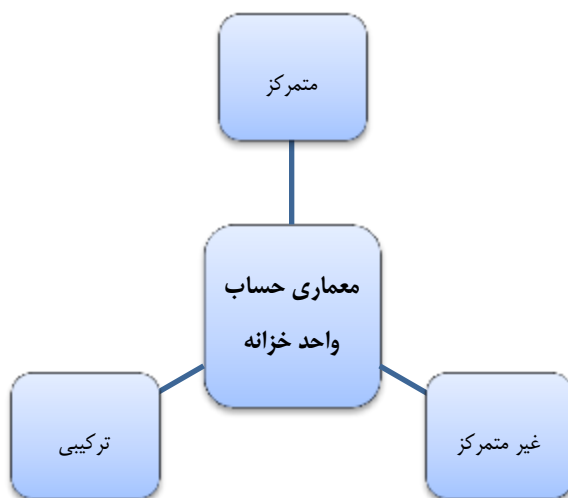 متمرکز
معماری حساب
واحد خزانه
غیر متمرکز
ترکیبی